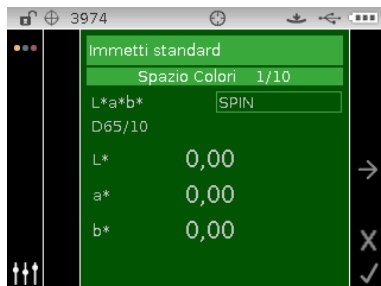 3974
Immetti standard
Spazio Colori 1/10
L*a*b* SPIN
D65/10
L* 0,00
a* 0,00
b* 0,00